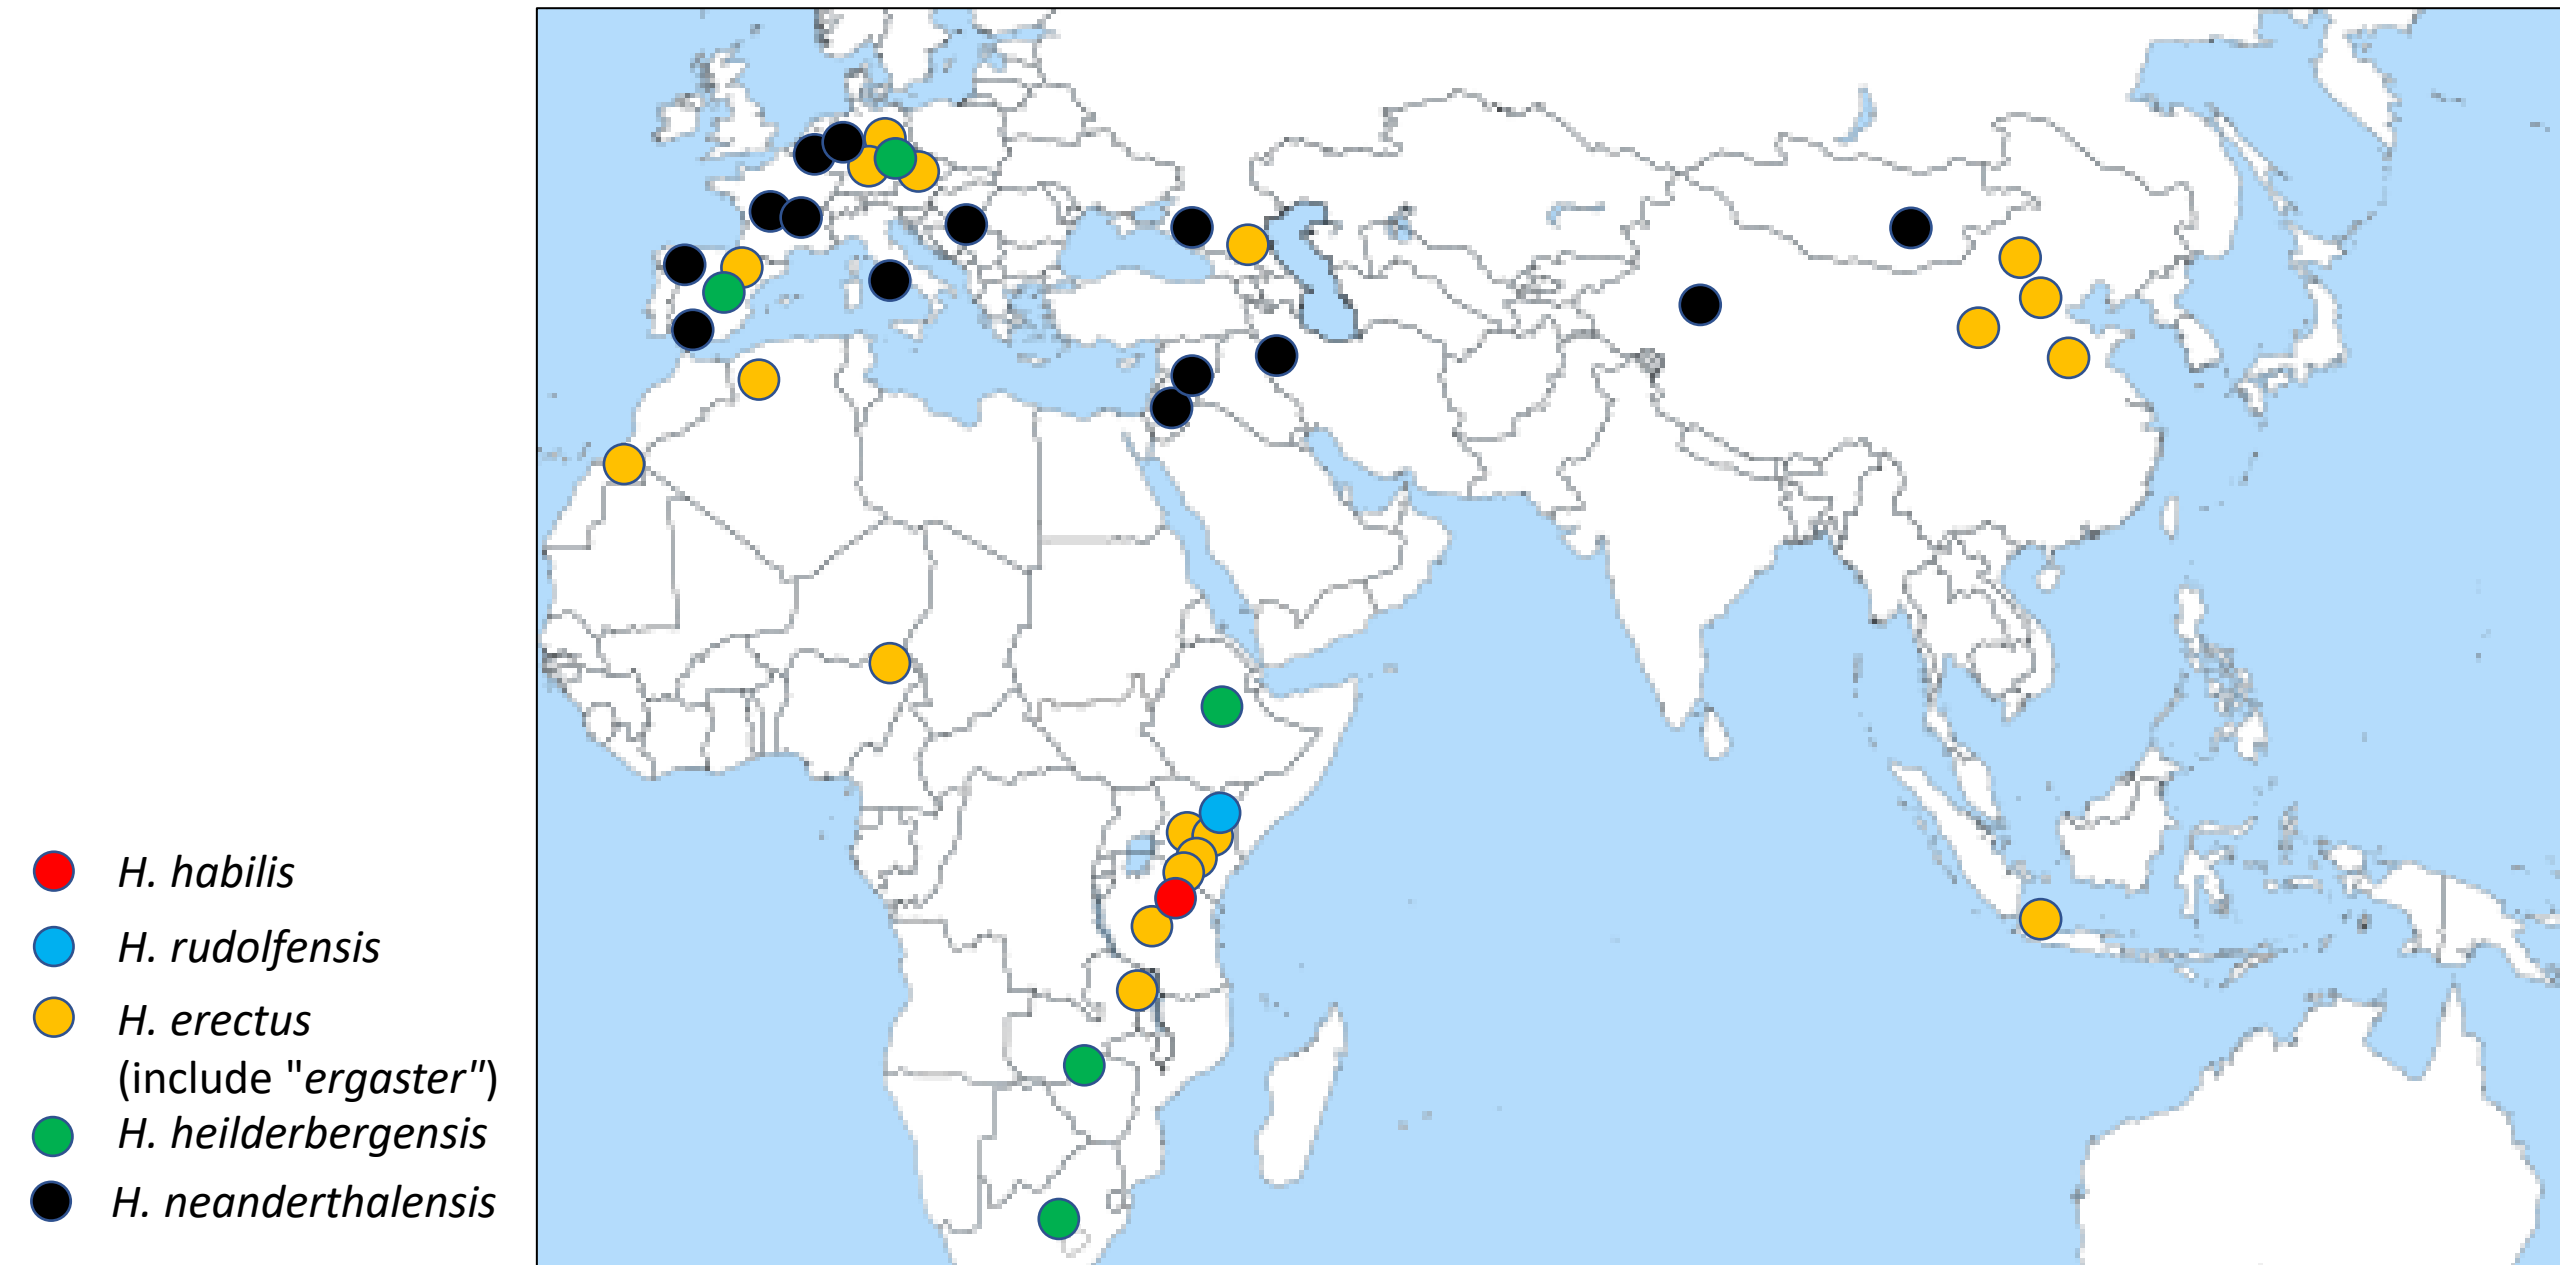 H. habilis
H. rudolfensis
H. erectus
(include "ergaster")
H. heilderbergensis
H. neanderthalensis